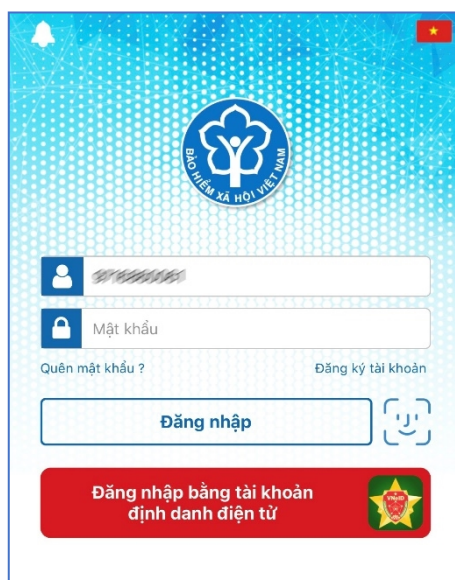 BẢO HIỂM XÃ HỘI VIỆT NAM
Mật khẩu
Quên mật khẩu ?
Đăng ký tài khoản
Đăng nhập
Đăng nhập bằng tài khoản
định danh điện tử
VNeID